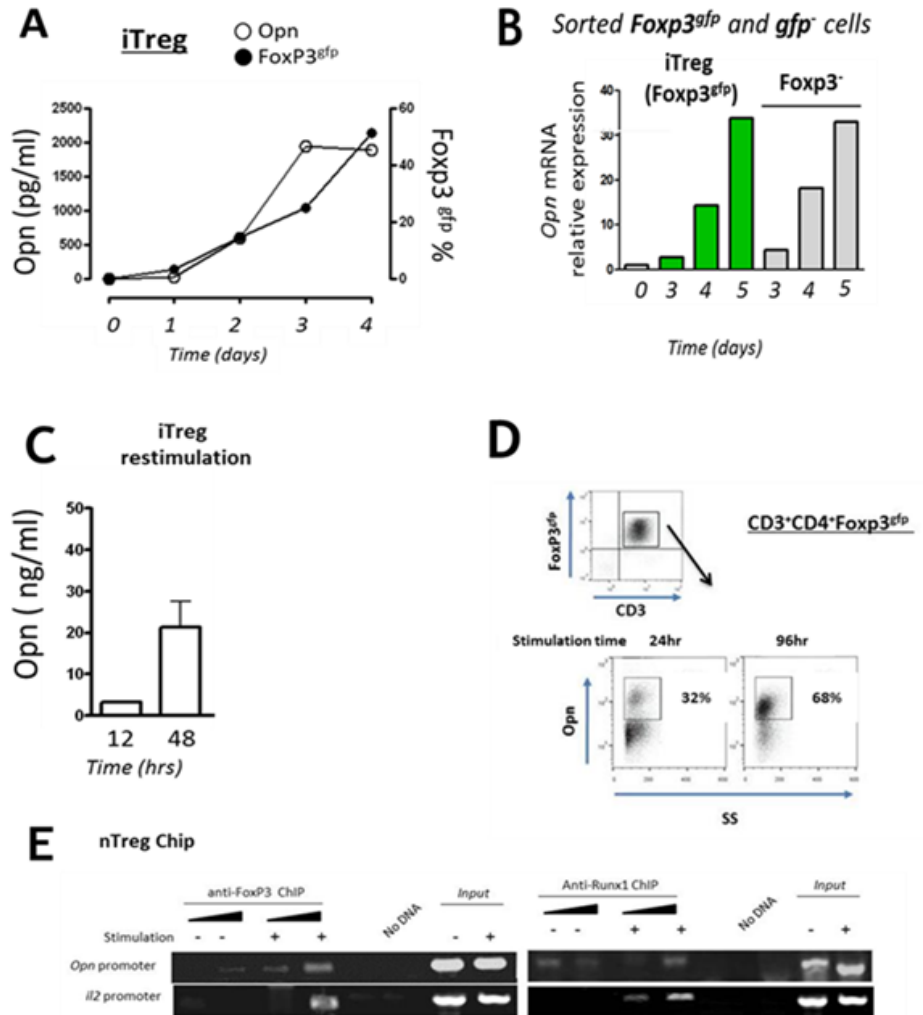 A
iTreg
Opn
FoxP3gfp
2500
2000
1500
1000
500
0
Opn (pg/ml)
60
40
20
0
Foxp3 gfp %
0 1 2 3 4
Time (days)
B
Sorted Foxp3gfp and gfp- cells
iTreg
(Foxp3gfp)
Foxp3-
40
30
20
10
0
Opn mRNA
relative expression
0 3 4 5 3 4 5
Time (days)
C
iTreg
restimulation
50
40
30
20
10
0
Opn ( ng/ml)
12 48
Time (hrs)
D
FoxP3gfp
CD3
CD3+CD4+Foxp3gfp
Stimulation time 24hr 96hr
Opn
32% 68%
SS
E nTreg Chip
anti-FoxP3 ChIP
No DNA
Input
Anti-Runx1 ChIP
No DNA
Input
Stimulation - - + + - + - - + + - +
Opn promoter
il2 promoter